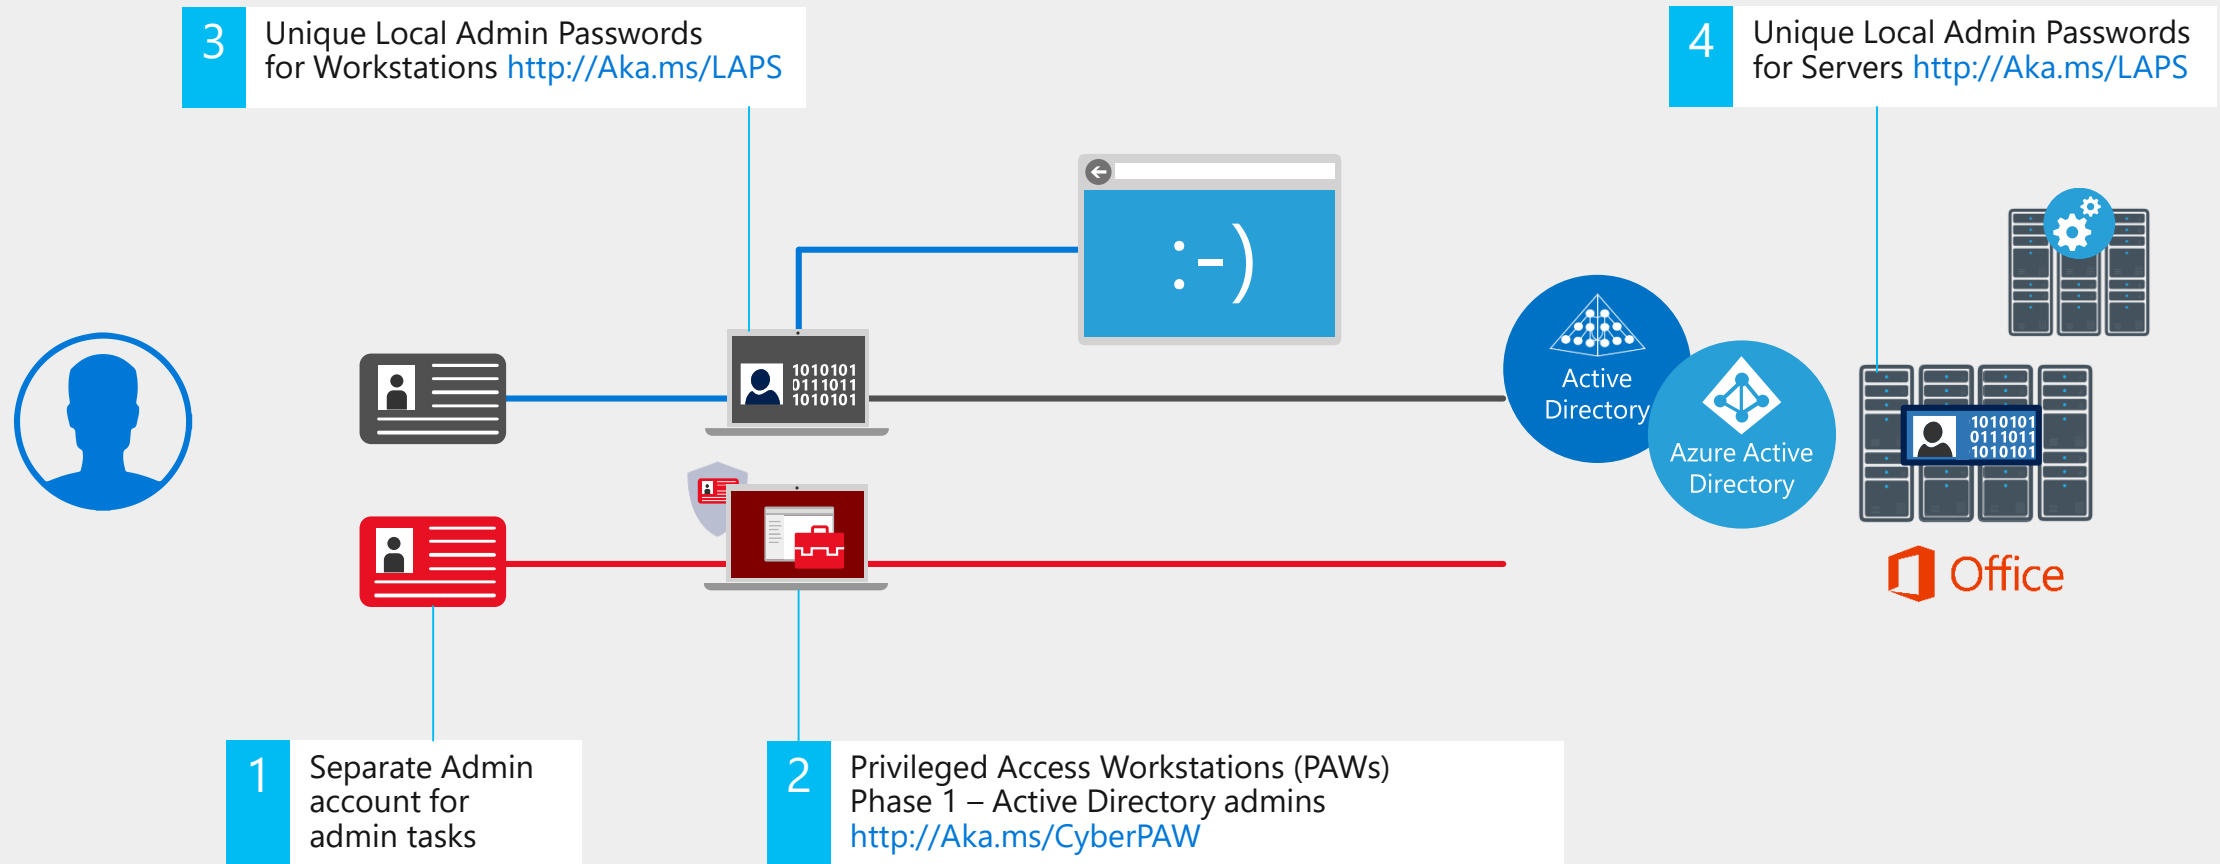 3
Unique Local Admin Passwords
for Workstations http://Aka.ms/LAPS
4
Unique Local Admin Passwords
for Servers http://Aka.ms/LAPS
:-)
1010101
0111011
1010101
Active
Directory
Azure Active
Directory
1010101
0111011
1010101
Office
1
Separate Admin
account for
admin tasks
2
Privileged Access Workstations (PAWs)
Phase 1 – Active Directory admins
http://Aka.ms/CyberPAW